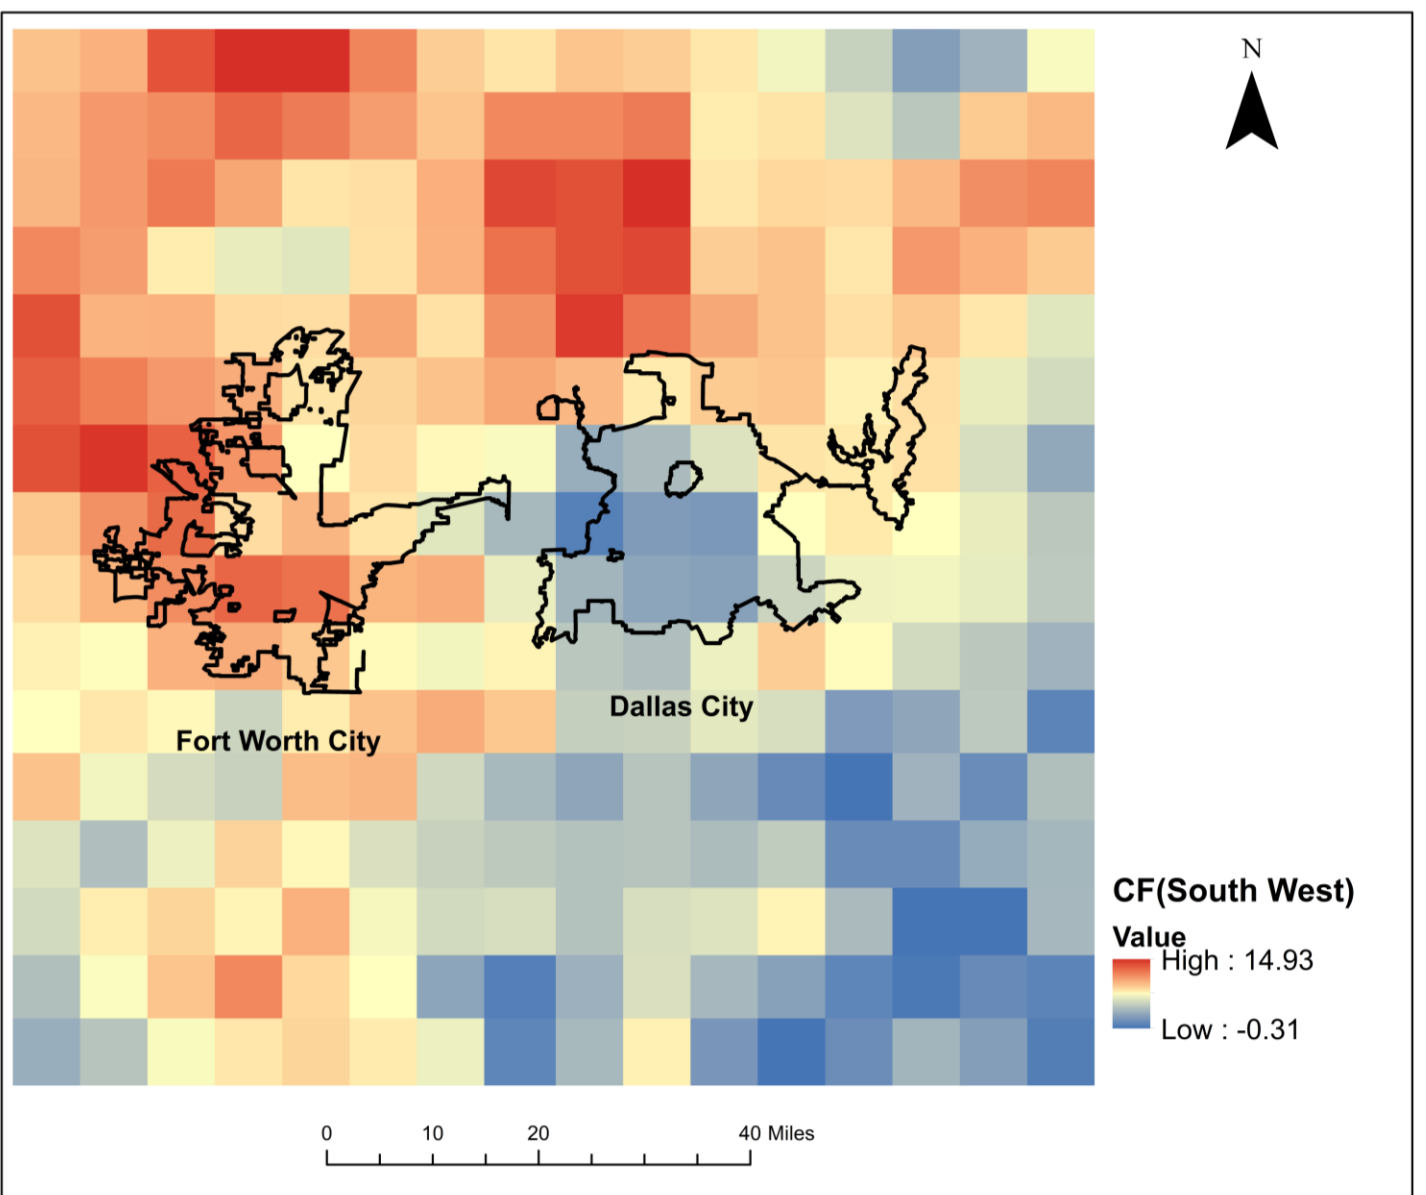 N
Dallas City
Fort Worth City
CF(South West)
Value
High : 14.93
Low : -0.31
0 10 20 40 Miles